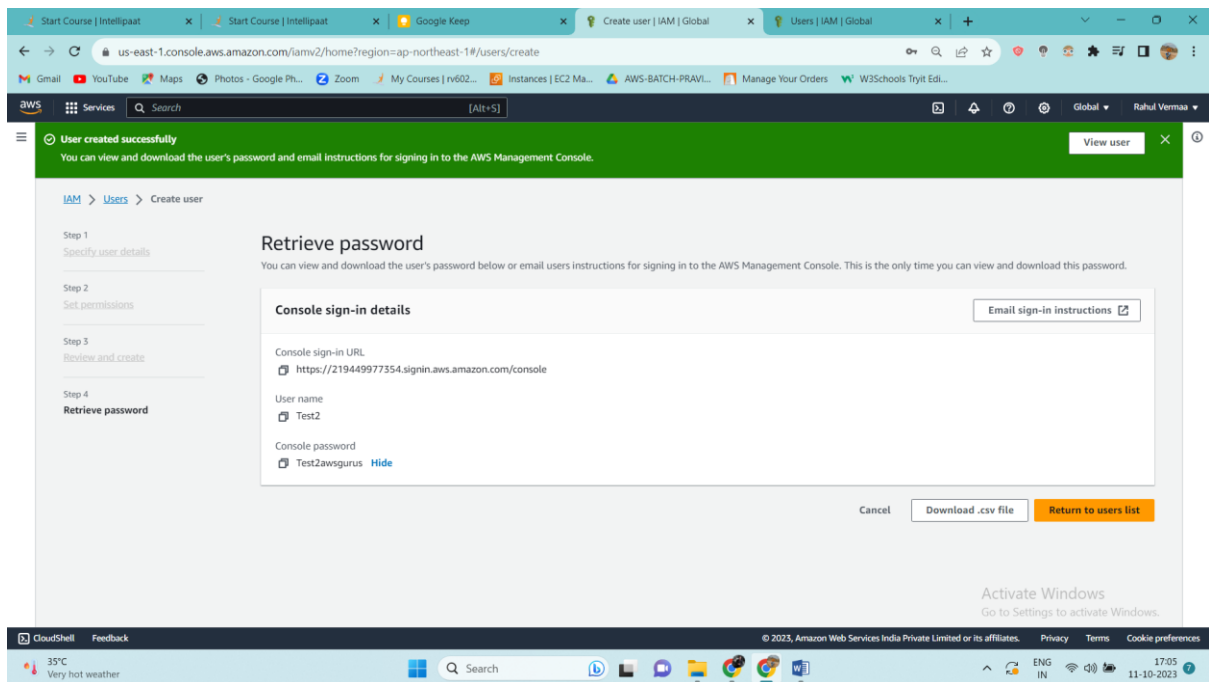 Start Course | Intellipaat
Start Course | Intellipaat
Google Keep
Create user | IAM | Global
Users | IAM | Global
us-east-1.console.aws.amazon.com/iamv2/home?region=ap-northeast-1#/users/create
Gmail YouTube Maps Photos - Google Ph... Zoom My Courses | rv602... Instances | EC2 Ma... AWS-BATCH-PRAVI... Manage Your Orders W3Schools Tryit Edi...
aws Services Search [Alt+S] Global Rahul Vermaa
User created successfully
You can view and download the user's password and email instructions for signing in to the AWS Management Console.
View user
IAM > Users > Create user
Step 1
Specify user details
Step 2
Set permissions
Step 3
Review and create
Step 4
Retrieve password
Retrieve password
You can view and download the user's password below or email users instructions for signing in to the AWS Management Console. This is the only time you can view and download this password.
Console sign-in details
Email sign-in instructions
Console sign-in URL
https://219449977354.signin.aws.amazon.com/console
User name
Test2
Console password
Test2awsgurus Hide
Cancel Download .csv file Return to users list
Activate Windows
Go to Settings to activate Windows.
CloudShell Feedback © 2023, Amazon Web Services India Private Limited or its affiliates. Privacy Terms Cookie preferences
35°C
Very hot weather
Search
ENG
IN
17:05
11-10-2023
7